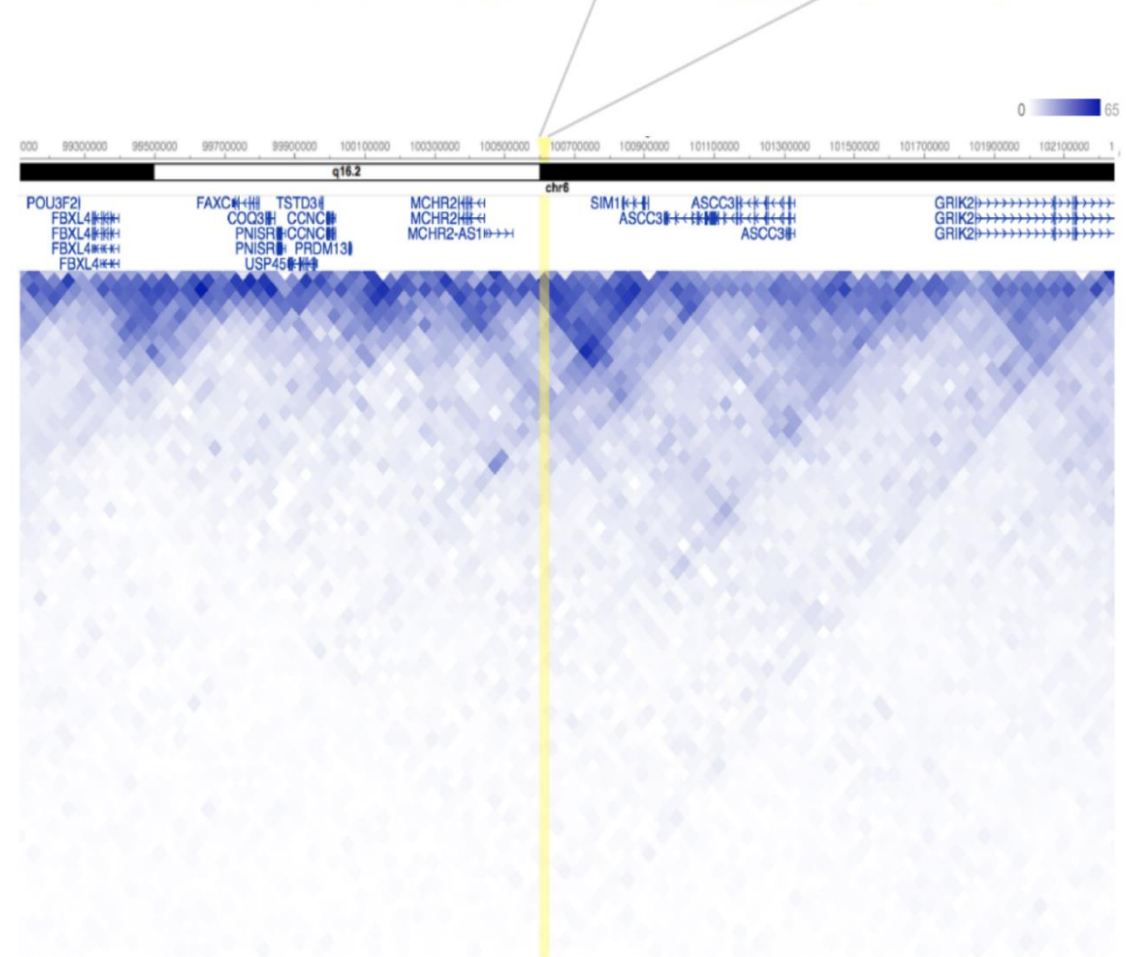 0 65
000 99300000 99500000 99700000 99900000 100100000 100300000 100500000 100700000 100900000 101100000 101300000 101500000 101700000 101900000 102100000 1
q16.2
chr6
POU3F2 FAXC TSTD3 MCHR2 SIM1 ASCC3 GRIK2
FBXL4 COQ3 CCNC MCHR2 ASCC3 GRIK2
FBXL4 PNISR CCNC MCHR2-AS1 ASCC3 GRIK2
FBXL4 PNISR PRDM13
FBXL4 USP45